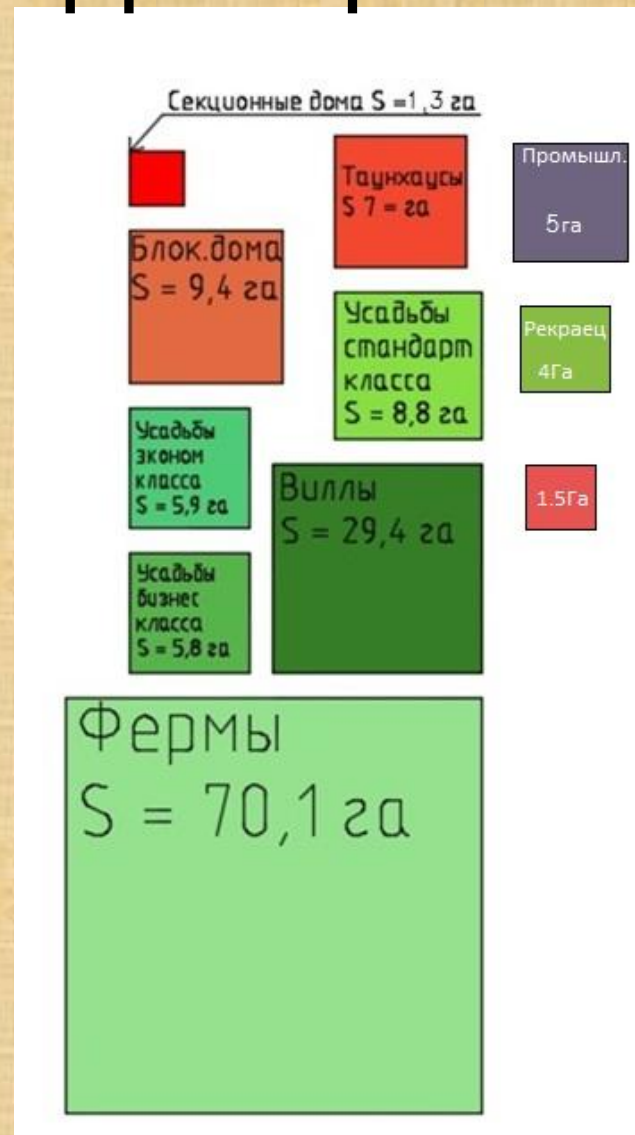 Секционные дома S =1,3 га
Таунхаусы
S 7 = га
Промышл.
5га
Блок.дома
S = 9,4 га
Усадьбы
стандарт
класса
S = 8,8 га
Рекраец
4Га
Усадьбы
эконом
класса
S = 5,9 га
Виллы
S = 29,4 га
1.5Га
Усадьбы
бизнес
класса
S = 5,8 га
Фермы
S = 70,1 га